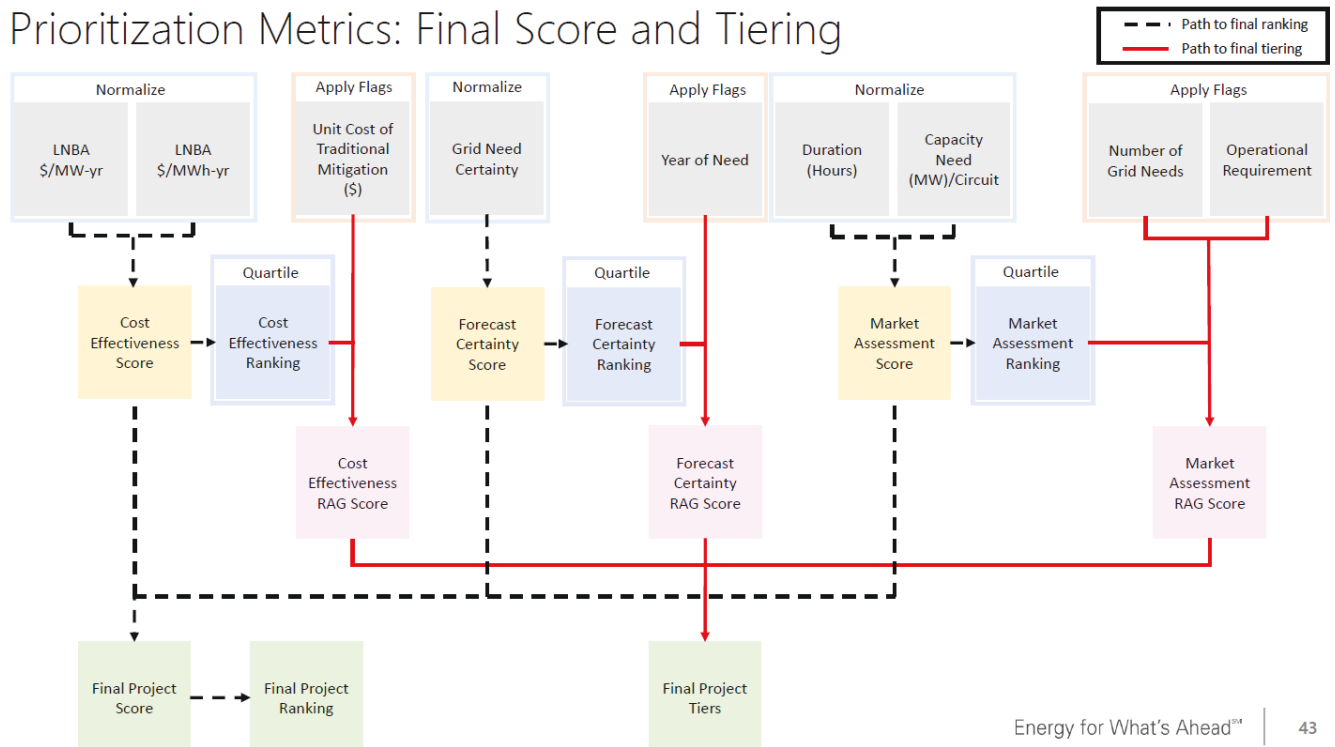 Prioritization Metrics: Final Score and Tiering
Path to final ranking
Path to final tiering
Normalize
LNBA
$/MW-yr
LNBA
$/MWh-yr
Apply Flags
Unit Cost of
Traditional
Mitigation
($)
Normalize
Grid Need
Certainty
Apply Flags
Year of Need
Normalize
Duration
(Hours)
Capacity
Need
(MW)/Circuit
Apply Flags
Number of
Grid Needs
Operational
Requirement
Cost
Effectiveness
Score
Quartile
Cost
Effectiveness
Ranking
Forecast
Certainty
Score
Quartile
Forecast
Certainty
Ranking
Market
Assessment
Score
Quartile
Market
Assessment
Ranking
Cost
Effectiveness
RAG Score
Forecast
Certainty
RAG Score
Market
Assessment
RAG Score
Final Project
Score
Final Project
Ranking
Final Project
Tiers
Energy for What's Ahead℠
43